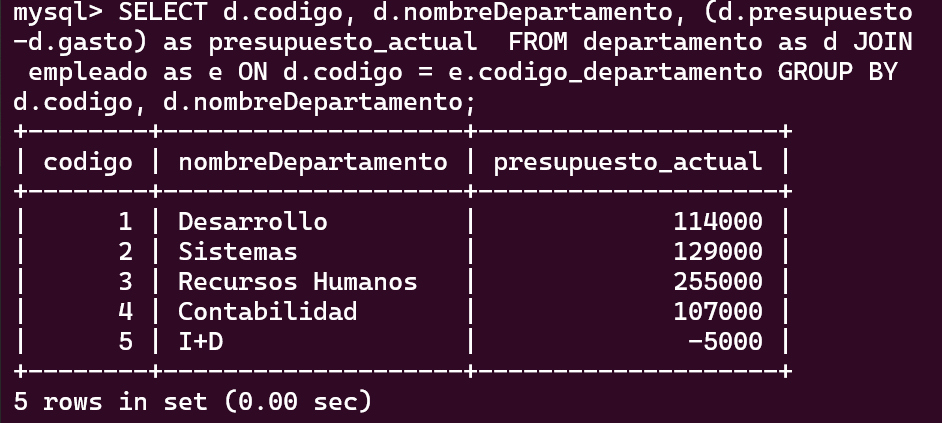 mysql> SELECT d.codigo, d.nombreDepartamento, (d.presupuesto
-d.gasto) as presupuesto_actual  FROM departamento as d JOIN
 empleado as e ON d.codigo = e.codigo_departamento GROUP BY
d.codigo, d.nombreDepartamento;
+--------+--------------------+--------------------+
| codigo | nombreDepartamento | presupuesto_actual |
+--------+--------------------+--------------------+
|      1 | Desarrollo         |             114000 |
|      2 | Sistemas           |             129000 |
|      3 | Recursos Humanos   |             255000 |
|      4 | Contabilidad       |             107000 |
|      5 | I+D                |              -5000 |
+--------+--------------------+--------------------+
5 rows in set (0.00 sec)